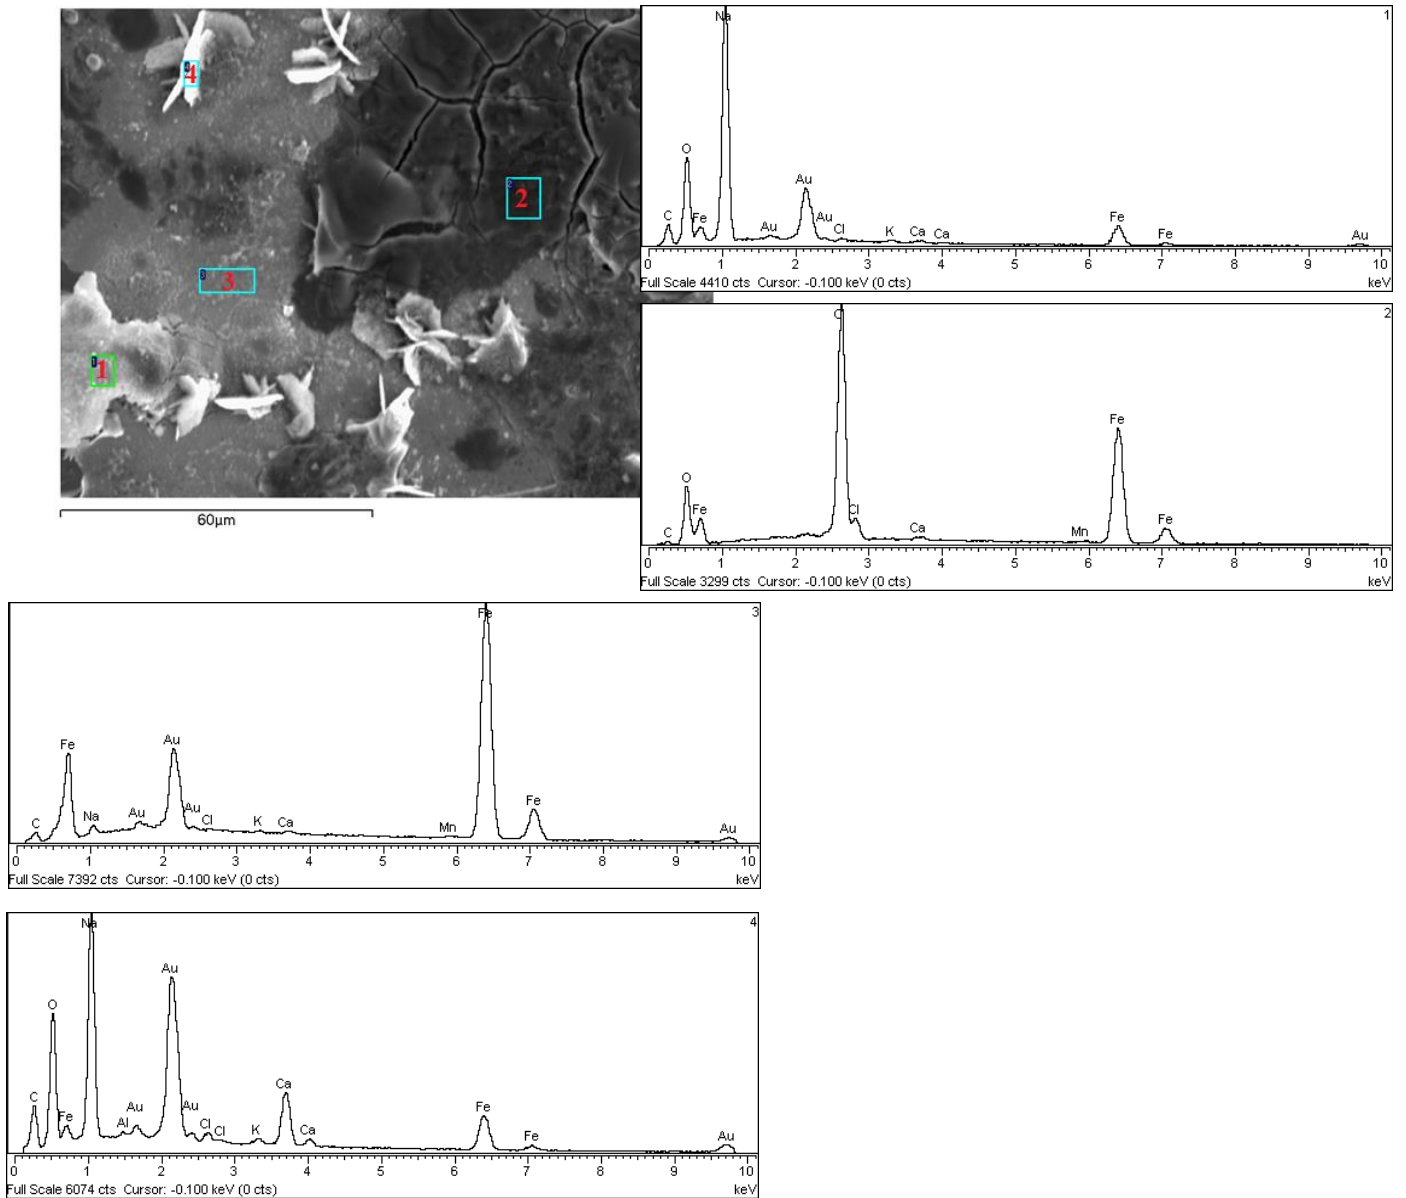 4
2
3
1
60µm
1
Na
O
Au
C
Fe
Au
Au
Cl
K
Ca
Ca
Fe
Fe
Au
0 1 2 3 4 5 6 7 8 9 10
Full Scale 4410 cts Cursor: -0.100 keV (0 cts) keV
2
Fe
O
Fe
Cl
C
Ca
Mn
Fe
0 1 2 3 4 5 6 7 8 9 10
Full Scale 3299 cts Cursor: -0.100 keV (0 cts) keV
3
Fe
Fe
Au
Fe
C
Na
Au
Au
Cl
K
Ca
Mn
Au
0 1 2 3 4 5 6 7 8 9 10
Full Scale 7392 cts Cursor: -0.100 keV (0 cts) keV
4
Na
Au
O
C
Fe
Al
Au
Au
Cl
Cl
K
Ca
Ca
Fe
Fe
Au
0 1 2 3 4 5 6 7 8 9 10
Full Scale 6074 cts Cursor: -0.100 keV (0 cts) keV